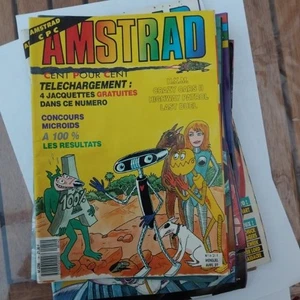 AMSTRAD
CPC
AMSTRAD
CENT POUR CENT
TELECHARGEMENT :
4 JACQUETTES GRATUITES
DANS CE NUMERO
CONCOURS
MICROIDS
A 100 %
LES RESULTATS
CRAZY CARS 2
HIGHWAY PATROL
LAST DUEL
100%